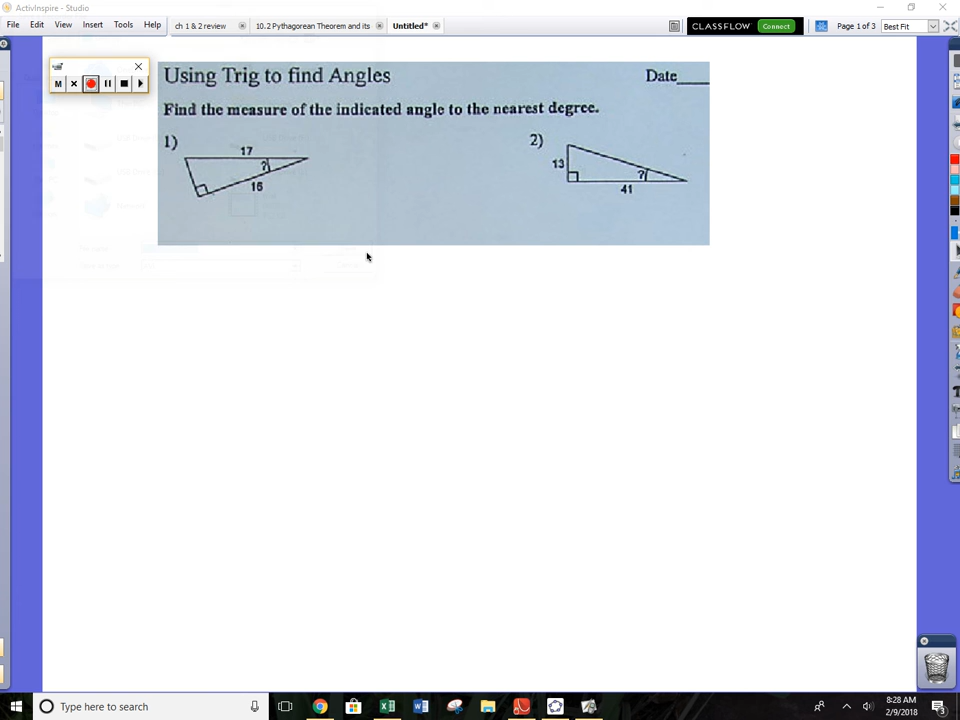 ActivInspire - Studio
File Edit View Insert Tools Help
ch 1 & 2 review
10.2 Pythagorean Theorem and its
Untitled*
CLASSFLOW
Connect
Page 1 of 3
Best Fit
M
Using Trig to find Angles
Date____
Find the measure of the indicated angle to the nearest degree.
1)
17
?
16
2)
13
?
41
Type here to search
8:28 AM
2/9/2018
3